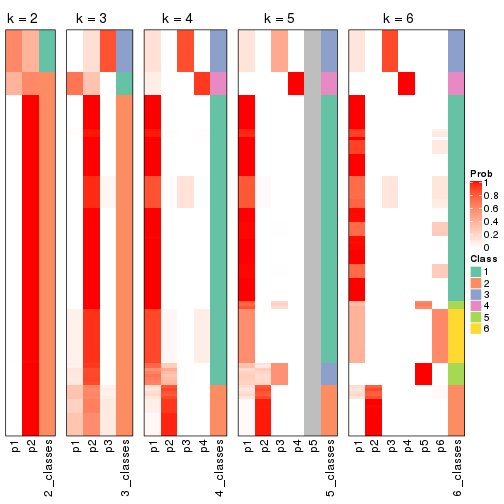 k = 2
k = 3
k = 4
k = 5
k = 6
Prob
1
0.8
0.6
0.4
0.2
0
Class
1
2
3
4
5
6
p1
p2
2_classes
p1
p2
p3
3_classes
p1
p2
p3
p4
4_classes
p1
p2
p3
p4
p5
5_classes
p1
p2
p3
p4
p5
p6
6_classes